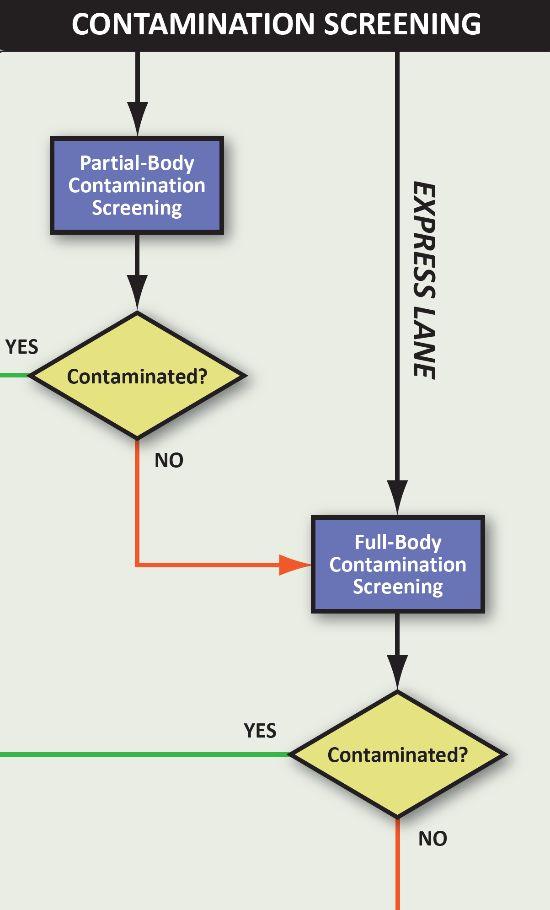 CONTAMINATION SCREENING
Partial-Body
Contamination
Screening
EXPRESS LANE
YES
Contaminated?
NO
Full-Body
Contamination
Screening
YES
Contaminated?
NO